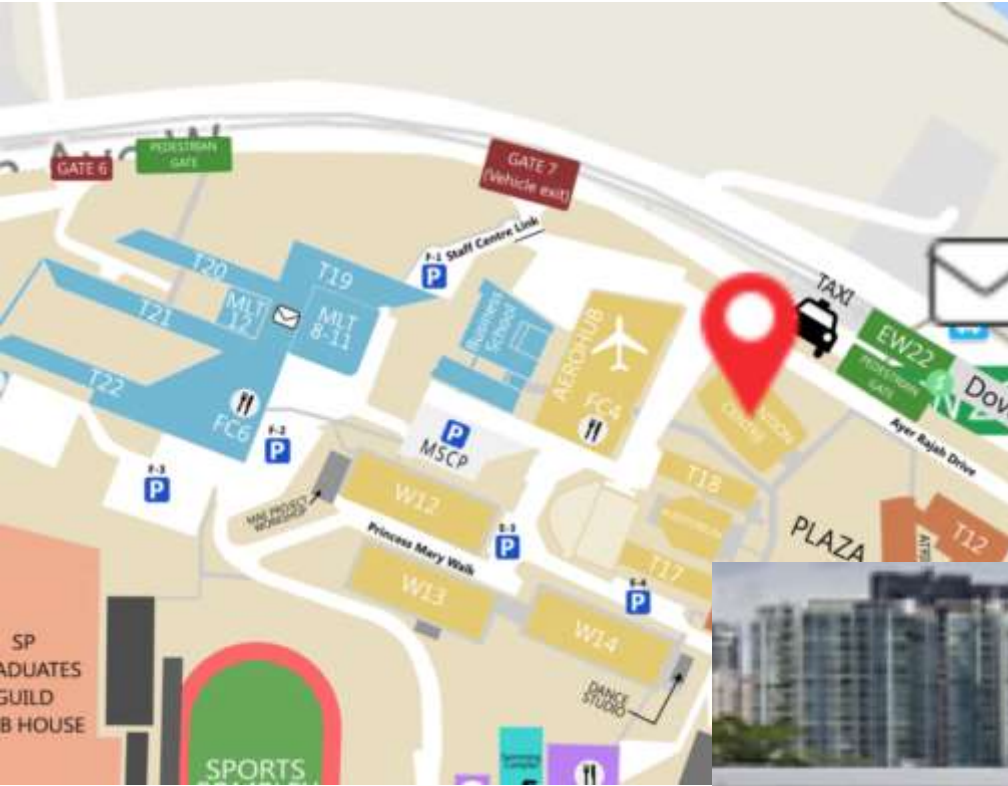 PEDESTRIAN
GATE
GATE 6
GATE 7
(Vehicle exit)
F-1
P
Staff Centre Link
T20
T19
MLT
12
MLT
8-11
T21
T22
FC6
Business
School
AEROHUB
FC4
TAXI
EW22
PEDESTRIAN
GATE
Dov
Ayer Rajah Drive
F-2
P
F-3
P
P
MSCP
T18
W12
Princess Mary Walk
E-3
P
PLAZA
T12
T17
W13
E-4
P
W14
DANCE
STUDIO
SP
ADUATES
GUILD
B HOUSE
SPORTS